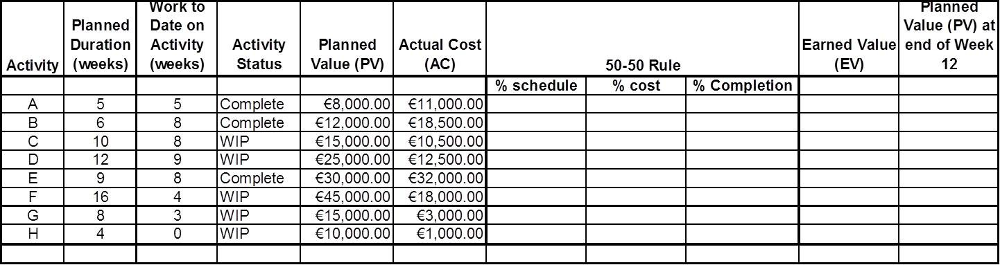 Activity | Planned Duration (weeks) | Work to Date on Activity (weeks) | Activity Status | Planned Value (PV) | Actual Cost (AC) | 50-50 Rule | Earned Value (EV) | Planned Value (PV) at end of Week 12
% schedule | % cost | % Completion
A | 5 | 5 | Complete | €8,000.00 | €11,000.00
B | 6 | 8 | Complete | €12,000.00 | €18,500.00
C | 10 | 8 | WIP | €15,000.00 | €10,500.00
D | 12 | 9 | WIP | €25,000.00 | €12,500.00
E | 9 | 8 | Complete | €30,000.00 | €32,000.00
F | 16 | 4 | WIP | €45,000.00 | €18,000.00
G | 8 | 3 | WIP | €15,000.00 | €3,000.00
H | 4 | 0 | WIP | €10,000.00 | €1,000.00